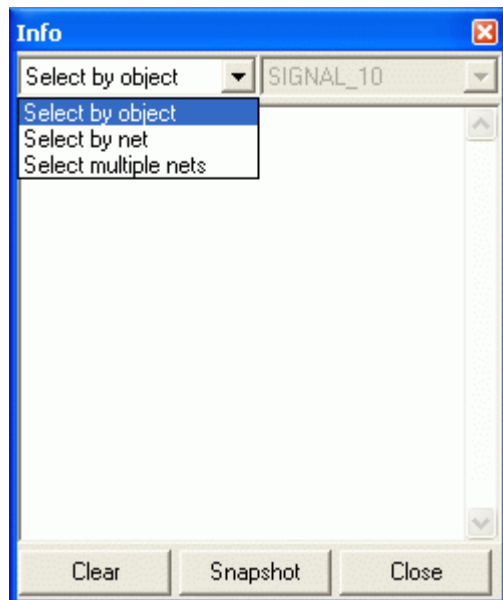 Info
Select by object SIGNAL_10
Select by object
Select by net
Select multiple nets
Clear Snapshot Close